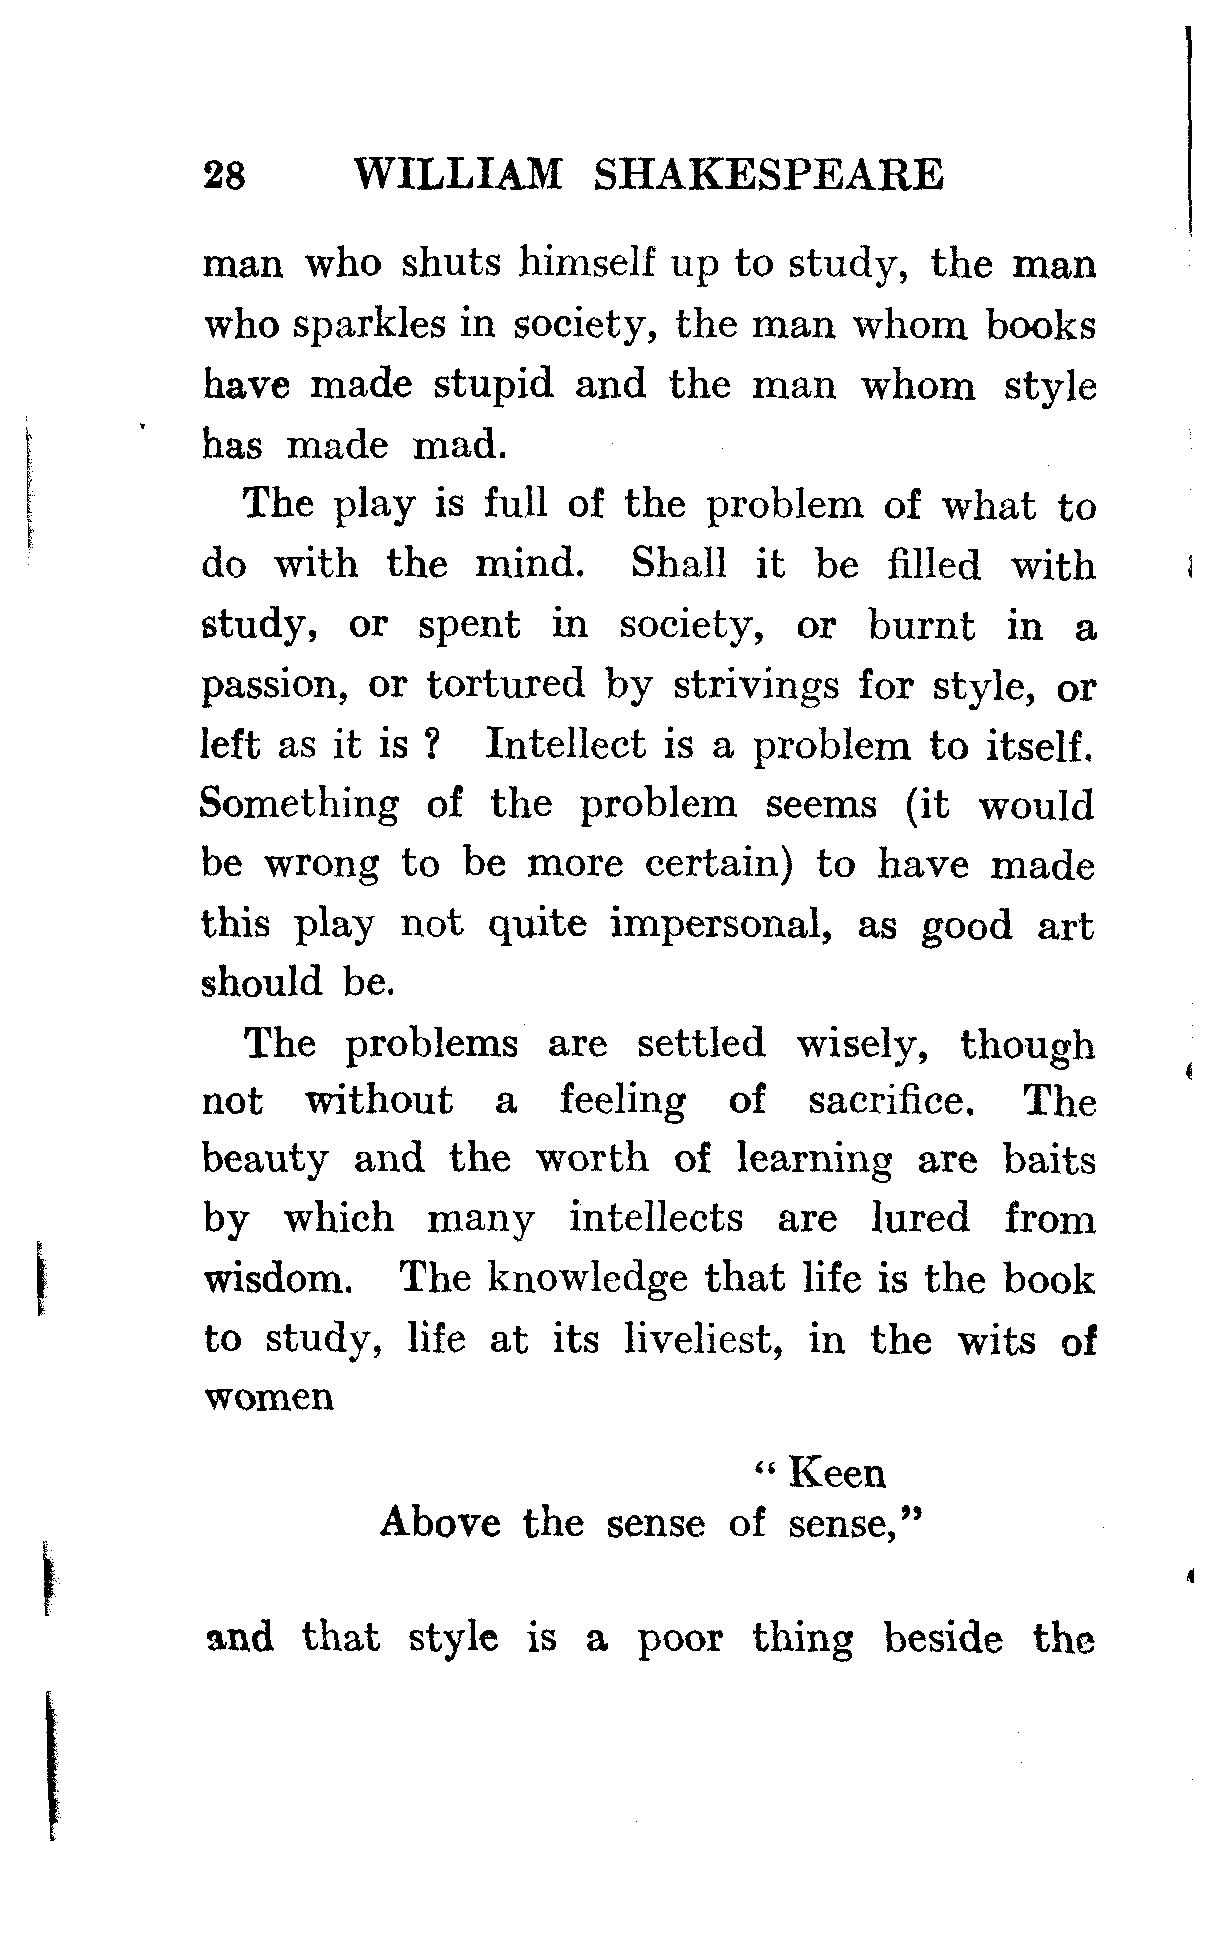 28 WILLIAM SHAKESPEARE
man who shuts himself up to study, the man
who sparkles in society, the man whom books
have made stupid and the man whom style
has made mad.
The play is full of the problem of what to
do with the mind. Shall it be filled with
study, or spent in society, or burnt in a
passion, or tortured by strivings for style, or
left as it is ? Intellect is a problem to itself.
Something of the problem seems (it would
be wrong to be more certain) to have made
this play not quite impersonal, as good art
should be.
The problems are settled wisely, though
not without a feeling of sacrifice. The
beauty and the worth of learning are baits
by which many intellects are lured from
wisdom. The knowledge that life is the book
to study, life at its liveliest, in the wits of
women
“ Keen
Above the sense of sense,”
and that style is a poor thing beside the